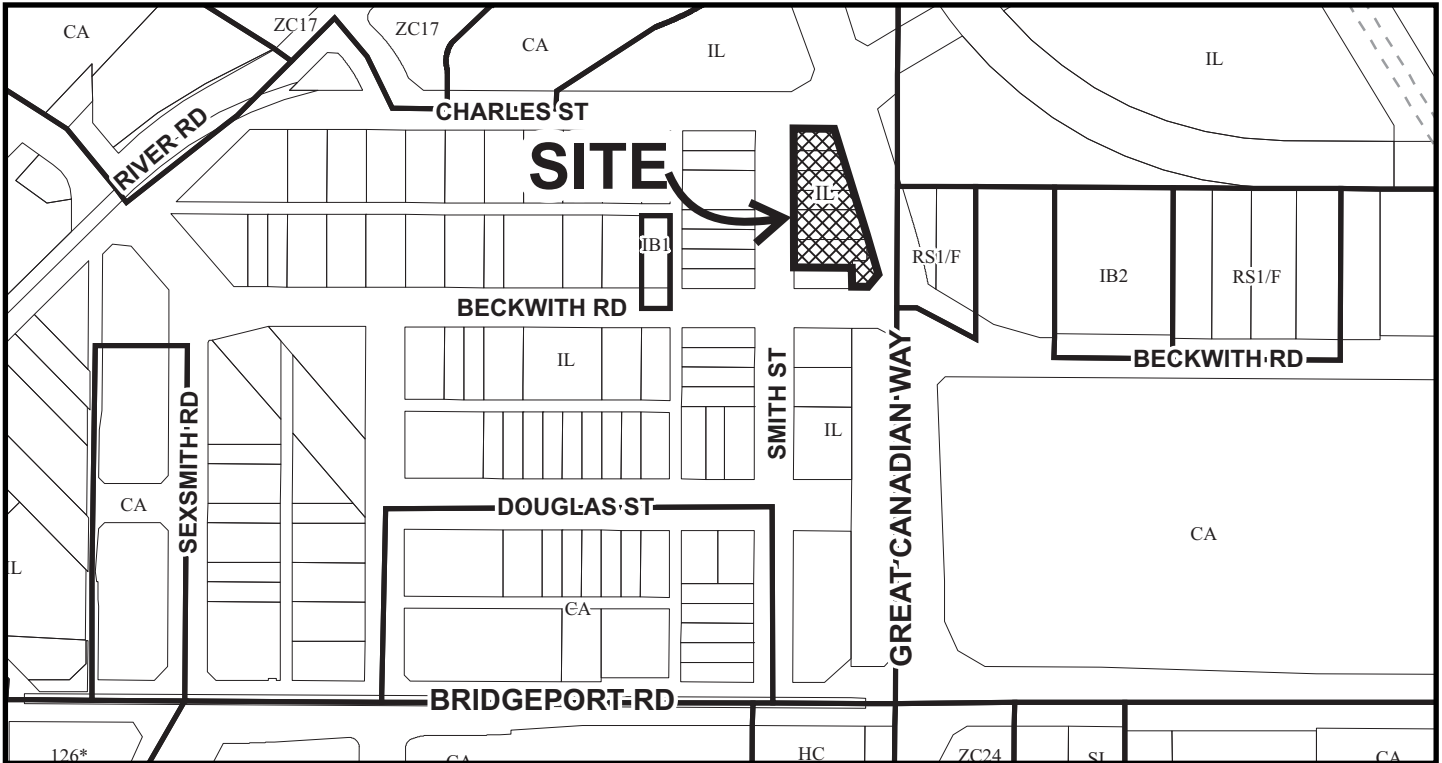 CA
ZC17
ZC17
CA
IL
IL
CHARLES ST
RIVER RD
SITE
IL
IB1
RS1/F
IB2
RS1/F
BECKWITH RD
BECKWITH RD
IL
SMITH ST
GREAT CANADIAN WAY
IL
SEXSMITH RD
CA
DOUGLAS ST
CA
IL
CA
BRIDGEPORT RD
126*
CA
HC
ZC24
CA